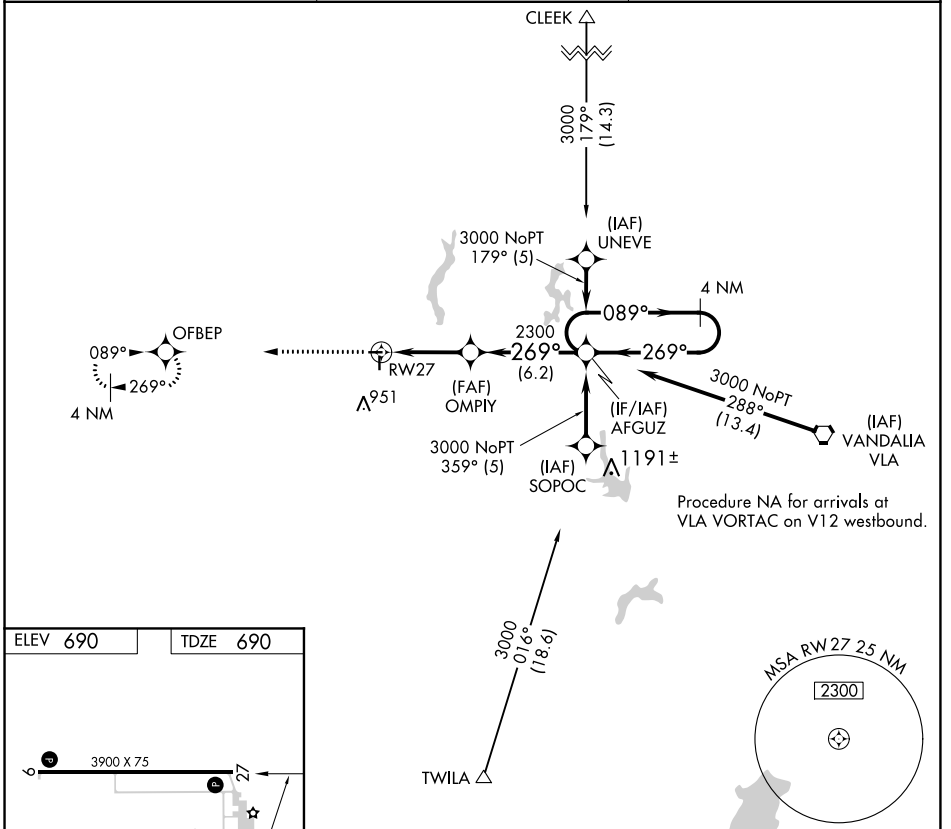 CLEEK
3000
179°
(14.3)
(IAF)
UNEVE
3000 NoPT
179° (5)
4 NM
089°
OFBEP
089°
269°
4 NM
RW27
951
2300
269°
(6.2)
269°
(FAF)
OMPIY
(IF/IAF)
AFGUZ
3000 NoPT
288°
(13.4)
(IAF)
VANDALIA
VLA
3000 NoPT
359° (5)
(IAF)
SOPOC
1191±
Procedure NA for arrivals at
VLA VORTAC on V12 westbound.
3000
016°
(18.6)
TWILA
ELEV 690
TDZE 690
9
3900 X 75
27
P
P
MSA RW27 25 NM
2300